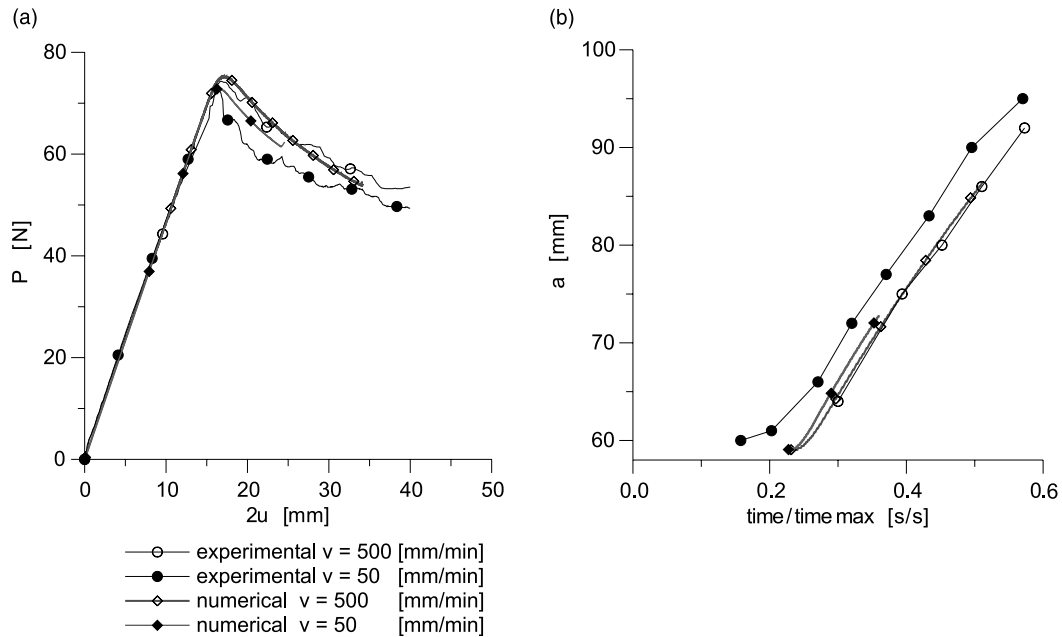 (a)
80
60
40
20
0
P [N]
0 10 20 30 40 50
2u [mm]
(b)
100
90
80
70
60
a [mm]
0.0 0.2 0.4 0.6
time/time max [s/s]
experimental v = 500 [mm/min]
experimental v = 50 [mm/min]
numerical v = 500 [mm/min]
numerical v = 50 [mm/min]